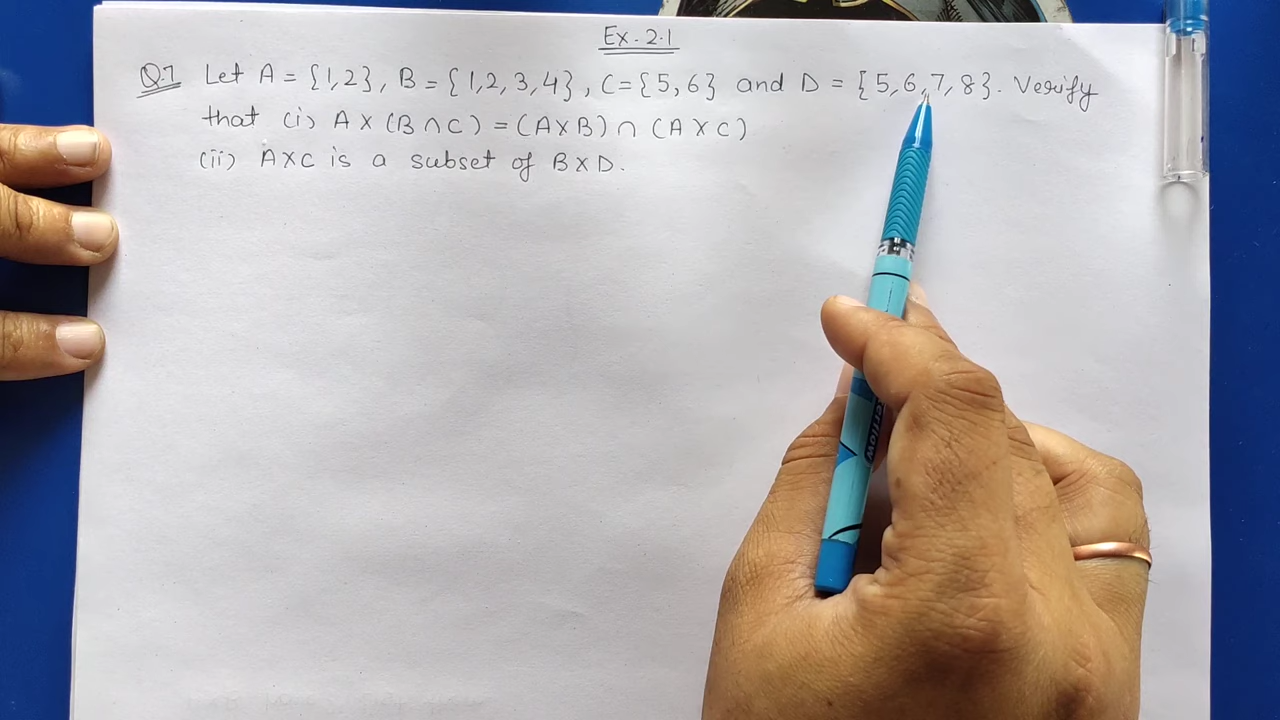 Ex. 2.1
Q7 Let A = {1,2}, B = {1,2,3,4}, C = {5,6} and D = {5,6,7,8}. Verify
that (i) A × (B ∩ C) = (A×B) ∩ (A × C)
(ii) A×C is a subset of B×D.